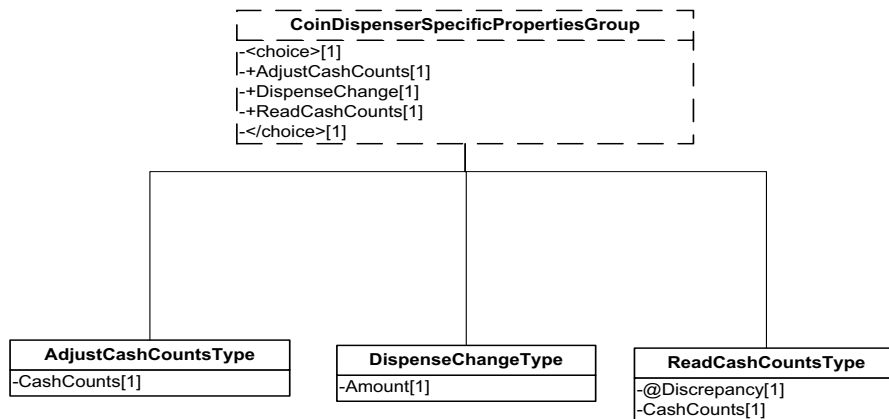 CoinDispenserSpecificPropertiesGroup
-<choice>[1]
-+AdjustCashCounts[1]
-+DispenseChange[1]
-+ReadCashCounts[1]
-</choice>[1]
AdjustCashCountsType
-CashCounts[1]
DispenseChangeType
-Amount[1]
ReadCashCountsType
-@Discrepancy[1]
-CashCounts[1]